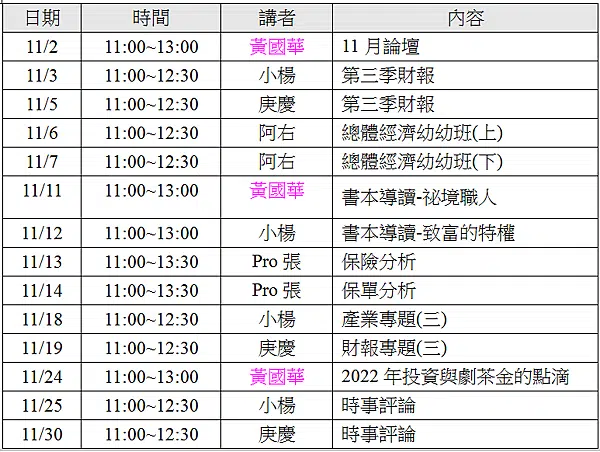 日期 時間 講者 內容
11/2 11:00~13:00 黃國華 11 月論壇
11/3 11:00~12:30 小楊 第三季財報
11/5 11:00~12:30 庚慶 第三季財報
11/6 11:00~12:30 阿右 總體經濟幼幼班(上)
11/7 11:00~12:30 阿右 總體經濟幼幼班(下)
11/11 11:00~13:00 黃國華 書本導讀-祕境職人
11/12 11:00~13:00 小楊 書本導讀-致富的特權
11/13 11:00~13:30 Pro 張 保險分析
11/14 11:00~13:30 Pro 張 保單分析
11/18 11:00~12:30 小楊 產業專題(三)
11/19 11:00~12:30 庚慶 財報專題(三)
11/24 11:00~13:00 黃國華 2022 年投資與劇茶金的點滴
11/25 11:00~12:30 小楊 時事評論
11/30 11:00~12:30 庚慶 時事評論